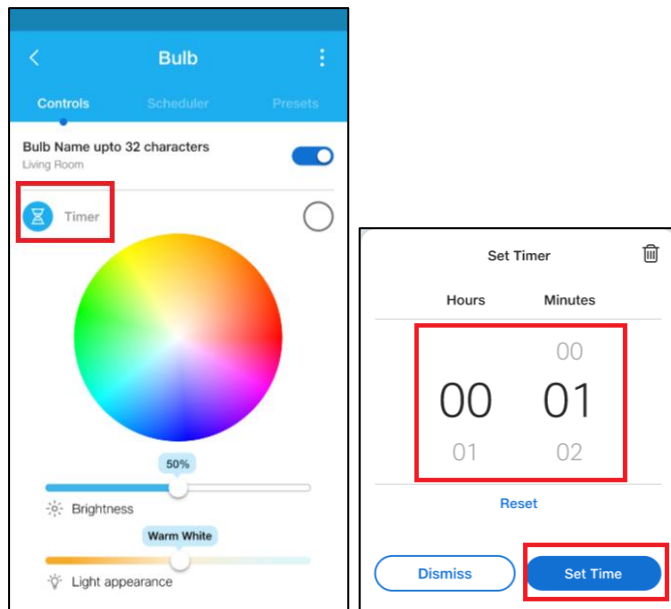 Bulb
Controls Scheduler Presets
Bulb Name upto 32 characters
Living Room
Timer
50%
Brightness
Warm White
Light appearance
Set Timer
Hours Minutes
00
00 01
01 02
Reset
Dismiss Set Time